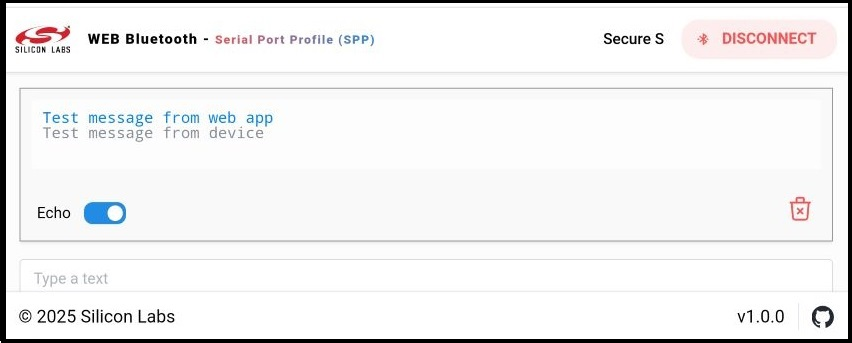 SILICON LABS
WEB Bluetooth - Serial Port Profile (SPP)
Secure S
DISCONNECT
Test message from web app
Test message from device
Echo
Type a text
© 2025 Silicon Labs
v1.0.0